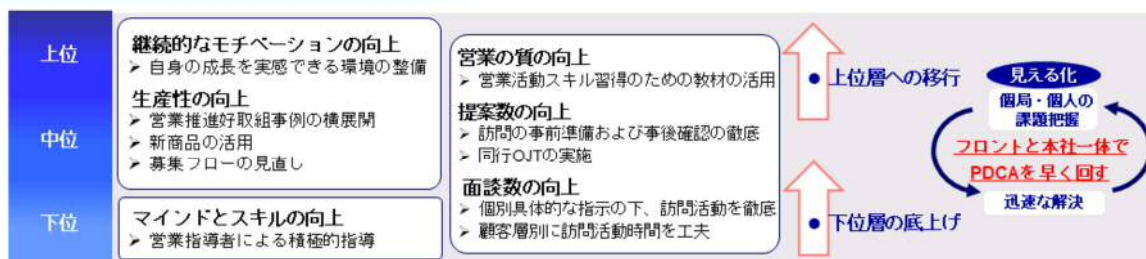 上位
中位
下位
継続的なモチベーションの向上
➢ 自身の成長を実感できる環境の整備
生産性の向上
➢ 営業推進好取組事例の横展開
➢ 新商品の活用
➢ 募集フローの見直し
マインドとスキルの向上
➢ 営業指導者による積極的指導
営業の質の向上
➢ 営業活動スキル習得のための教材の活用
提案数の向上
➢ 訪問の事前準備および事後確認の徹底
➢ 同行OJTの実施
面談数の向上
➢ 個別具体的な指示の下、訪問活動を徹底
➢ 顧客層別に訪問活動時間を工夫
● 上位層への移行
● 下位層の底上げ
見える化
個局・個人の
課題把握
フロントと本社一体で
PDCAを早く回す
迅速な解決